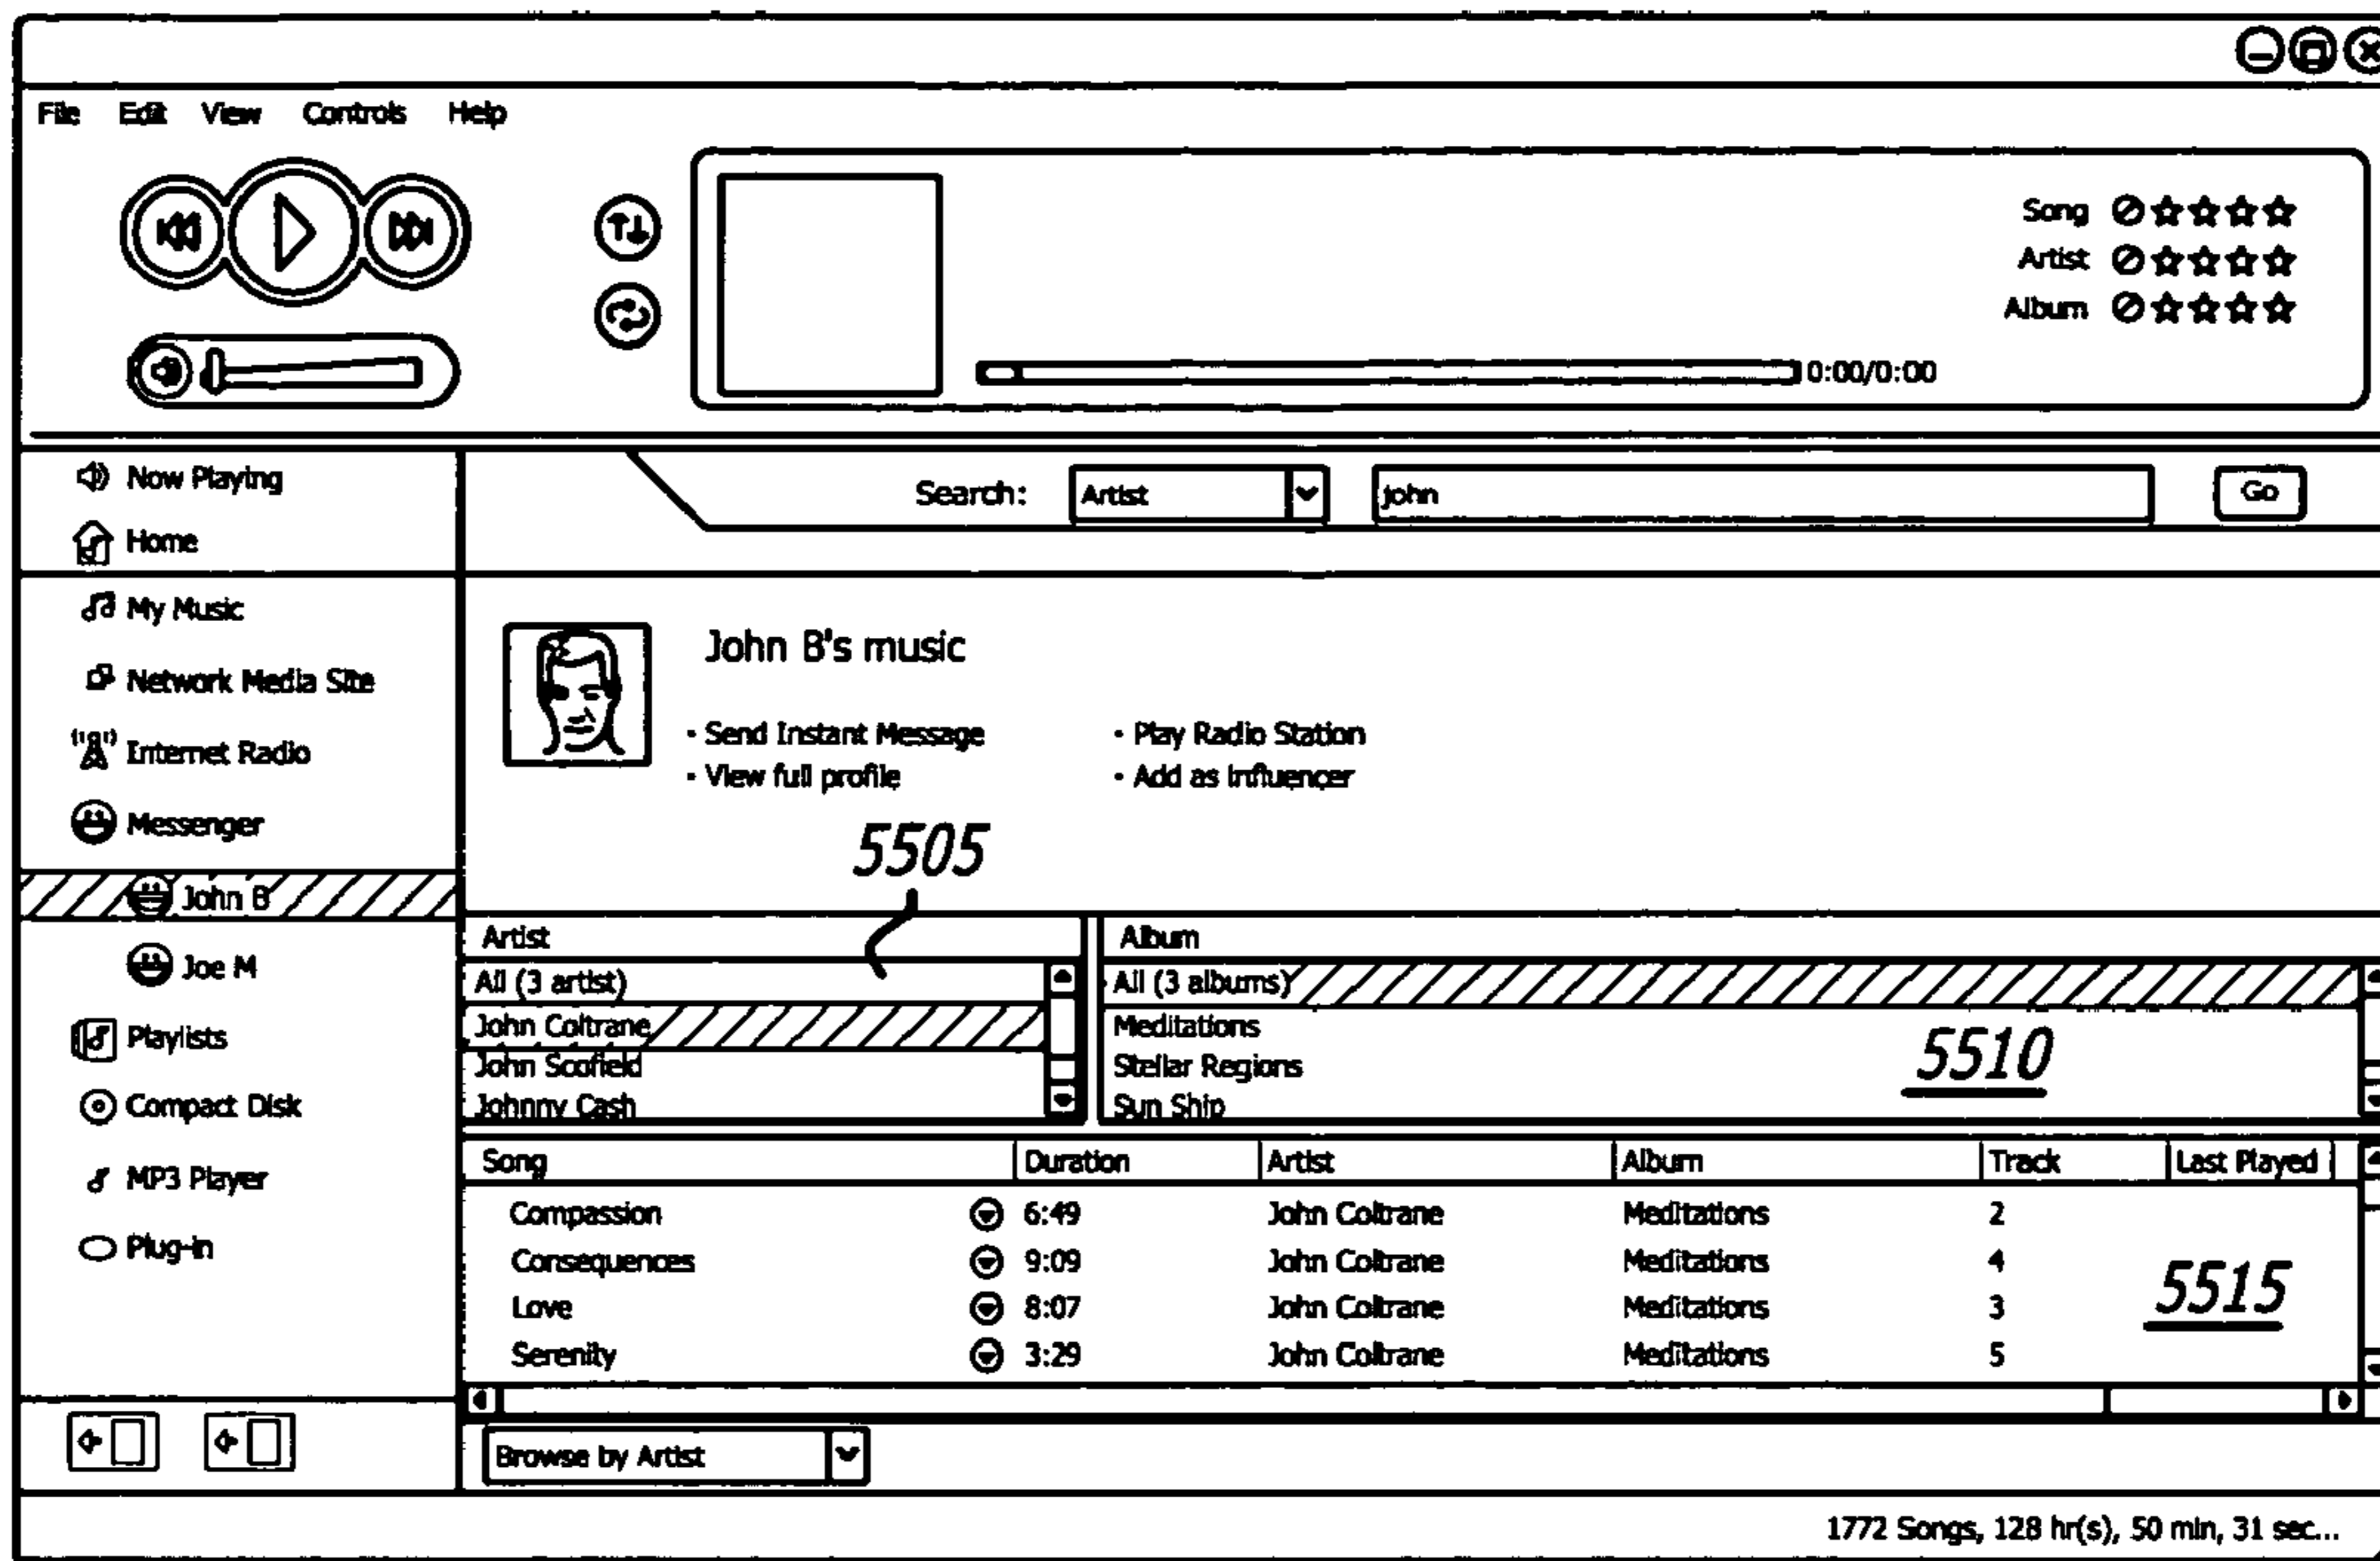 File Edit View Controls Help
Song
Artist
Album
0:00/0:00
Now Playing
Home
Search: Artist john Go
My Music
Network Media Site
Internet Radio
Messenger
John B
Joe M
Playlists
Compact Disk
MP3 Player
Plug-in
John B's music
· Send Instant Message · Play Radio Station
· View full profile · Add as influencer
5505
Artist
All (3 artist)
John Coltrane
John Scofield
Johnny Cash
Album
All (3 albums)
Meditations
Stellar Regions
Sun Ship
5510
Song Duration Artist Album Track Last Played
Compassion 6:49 John Coltrane Meditations 2
Consequences 9:09 John Coltrane Meditations 4
Love 8:07 John Coltrane Meditations 3
Serenity 3:29 John Coltrane Meditations 5
5515
Browse by Artist
1772 Songs, 128 hr(s), 50 min, 31 sec...